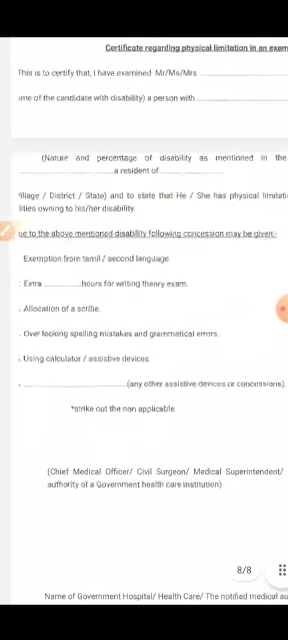 Certificate regarding physical limitation in an exam
This is to certify that, I have examined Mr/Ms/Mrs ..............................
ame of the candidate with disability) a person with..............................
(Nature and percentage of disability as mentioned in the
..............................a resident of ....................
illage / District / State) and to state that He / She has physical limitati
lities owning to his/her disability.
ue to the above mentioned disability following concession may be given:-
Exemption from tamil / second language.
. Extra ..............hours for writing theory exam.
. Allocation of a scribe.
. Over looking spelling mistakes and grammatical errors.
. Using calculator / assistive devices.
. ..............................(any other assistive devices or concessions).
*strike out the non applicable
(Chief Medical Officer/ Civil Surgeon/ Medical Superintendent/
authority of a Government health care institution)
8/8
Name of Government Hospital/ Health Care/ The notified medical au